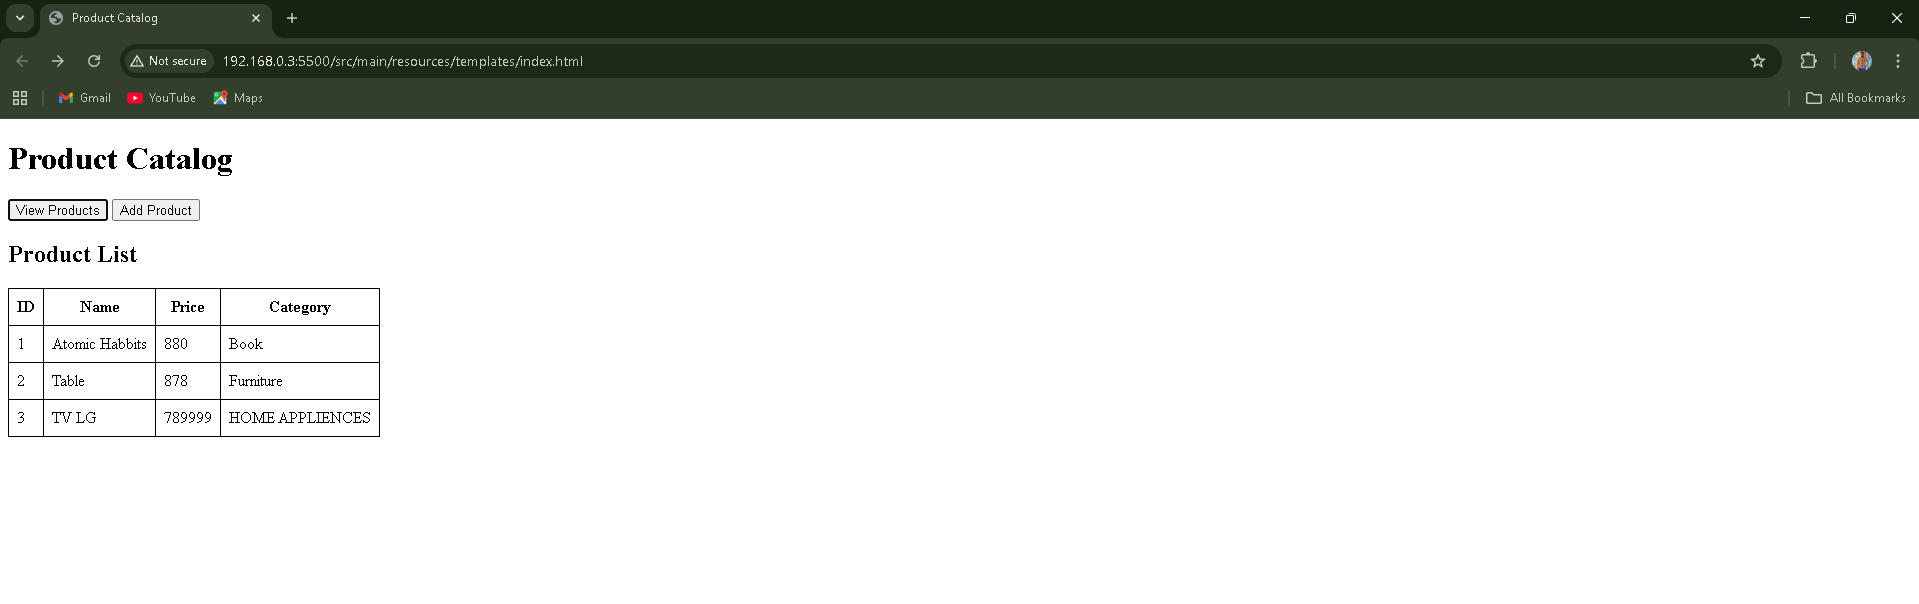 Product Catalog
Not secure 192.168.0.3:5500/src/main/resources/templates/index.html
Gmail YouTube Maps All Bookmarks
Product Catalog
View Products Add Product
Product List
ID Name Price Category
1 Atomic Habbits 880 Book
2 Table 878 Furniture
3 TV LG 789999 HOME APPLIENCES